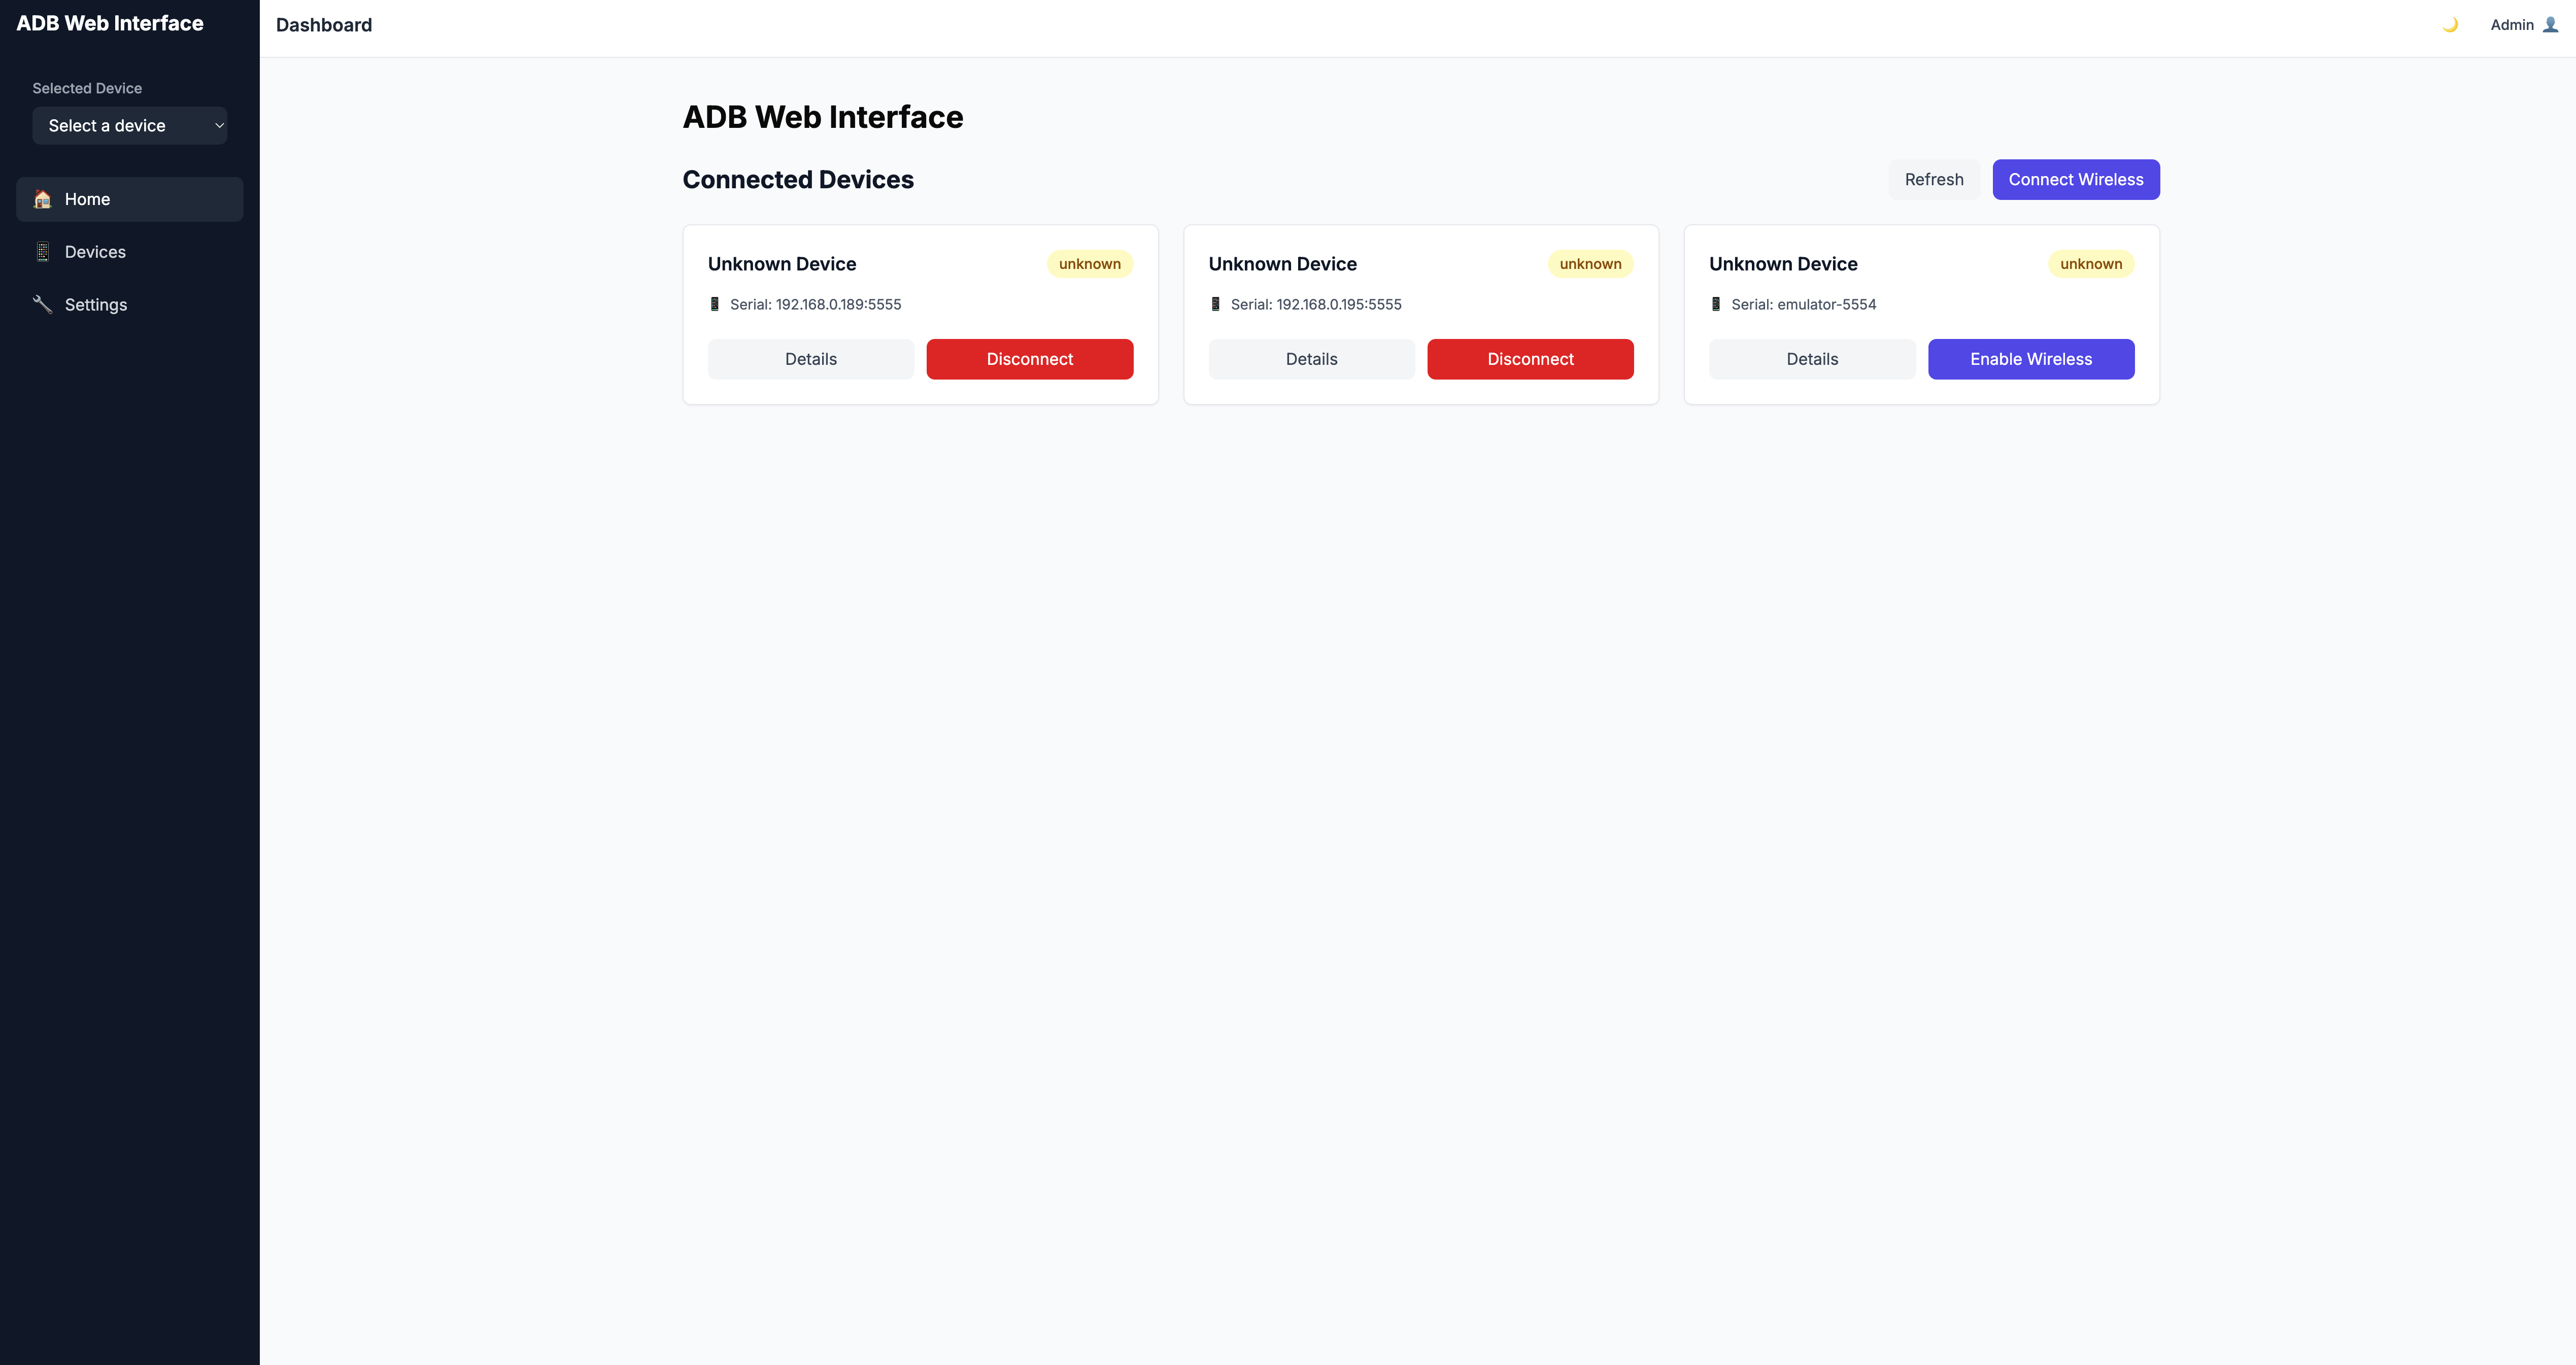 ADB Web Interface
Selected Device
Select a device
Home
Devices
Settings
Dashboard
Admin
ADB Web Interface
Connected Devices
Refresh
Connect Wireless
Unknown Device
unknown
Serial: 192.168.0.189:5555
Details
Disconnect
Unknown Device
unknown
Serial: 192.168.0.195:5555
Details
Disconnect
Unknown Device
unknown
Serial: emulator-5554
Details
Enable Wireless